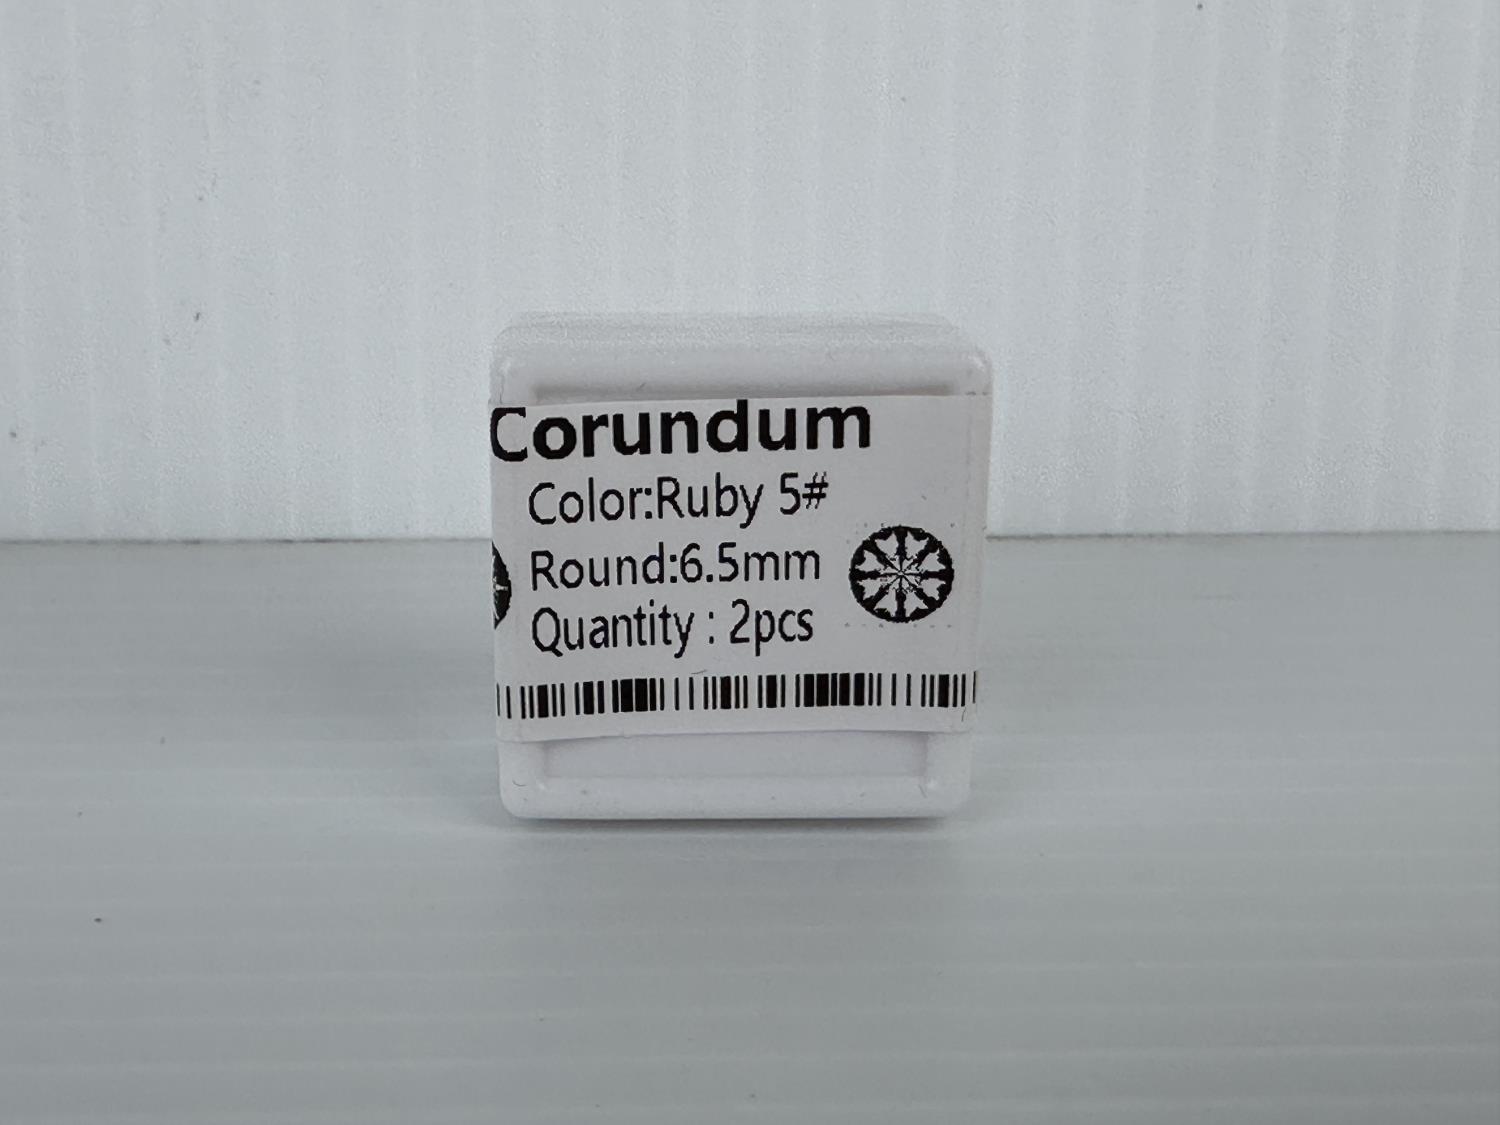 Corundum
Color:Ruby 5#
Round:6.5mm
Quantity : 2pcs